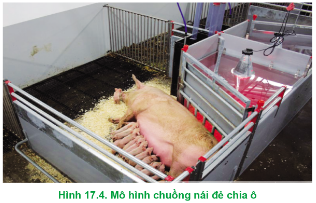 Hình 17.4. Mô hình chuồng nái đẻ chia ô